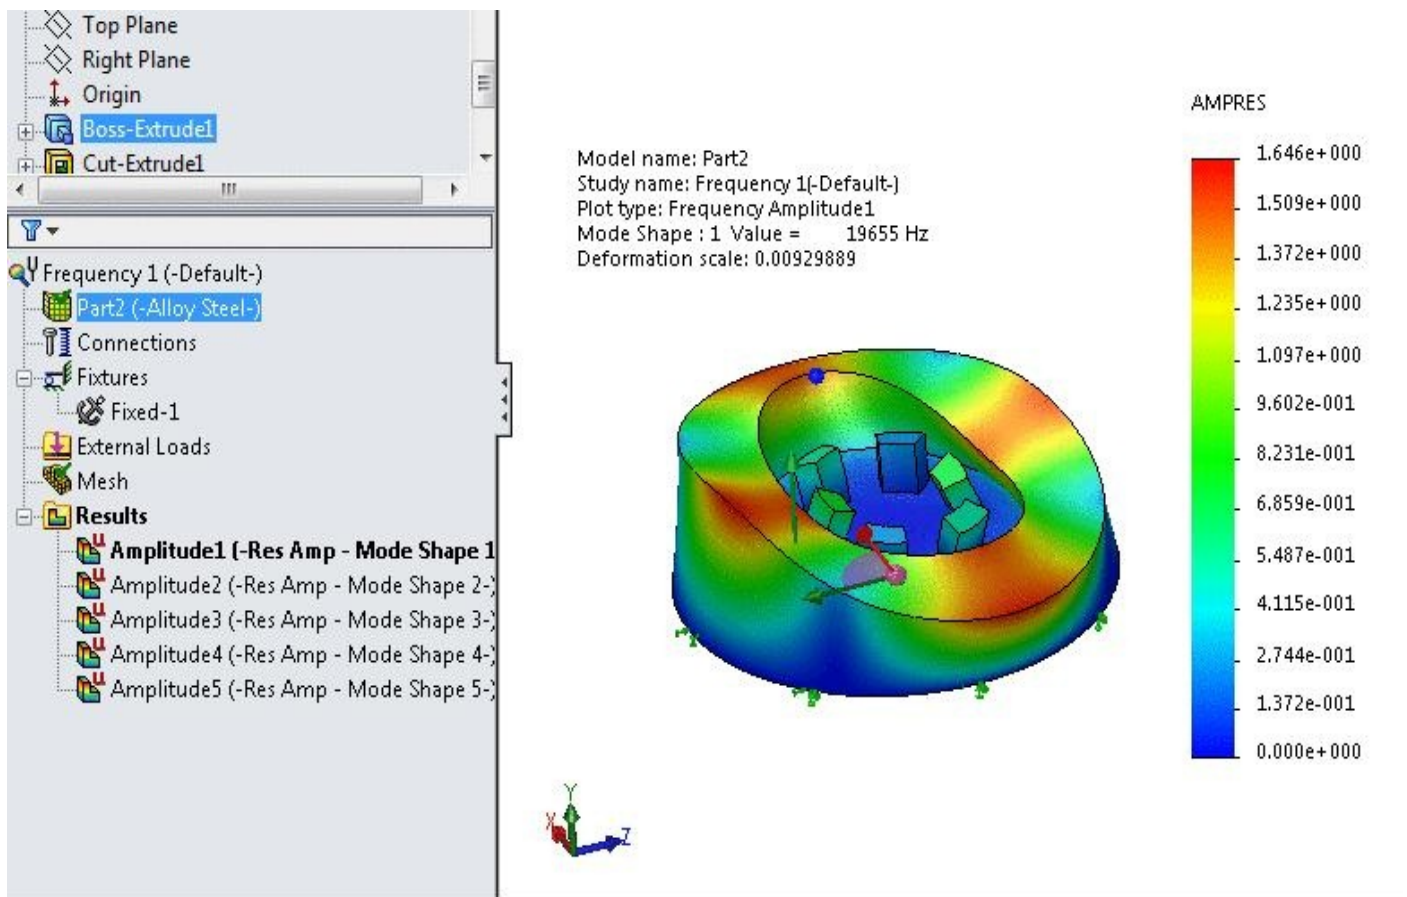 Top Plane
Right Plane
Origin
Boss-Extrude1
Cut-Extrude1
Frequency 1 (-Default-)
Part2 (-Alloy Steel-)
Connections
Fixtures
Fixed-1
External Loads
Mesh
Results
Amplitude1 (-Res Amp - Mode Shape 1
Amplitude2 (-Res Amp - Mode Shape 2-)
Amplitude3 (-Res Amp - Mode Shape 3-)
Amplitude4 (-Res Amp - Mode Shape 4-)
Amplitude5 (-Res Amp - Mode Shape 5-)
Model name: Part2
Study name: Frequency 1(-Default-)
Plot type: Frequency Amplitude1
Mode Shape : 1 Value = 19655 Hz
Deformation scale: 0.00929889
AMPRES
1.646e+000
1.509e+000
1.372e+000
1.235e+000
1.097e+000
9.602e-001
8.231e-001
6.859e-001
5.487e-001
4.115e-001
2.744e-001
1.372e-001
0.000e+000
Y
X
Z